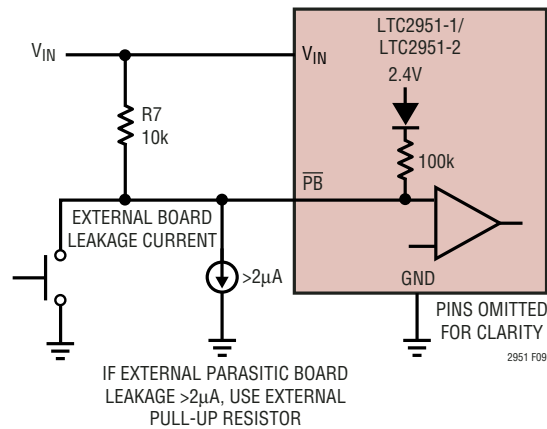 LTC2951-1/
LTC2951-2
2.4V
V_IN
V_IN
R7
10k
100k
P̅B̅
EXTERNAL BOARD
LEAKAGE CURRENT
>2μA
GND
PINS OMITTED
FOR CLARITY
2951 F09
IF EXTERNAL PARASITIC BOARD
LEAKAGE >2μA, USE EXTERNAL
PULL-UP RESISTOR